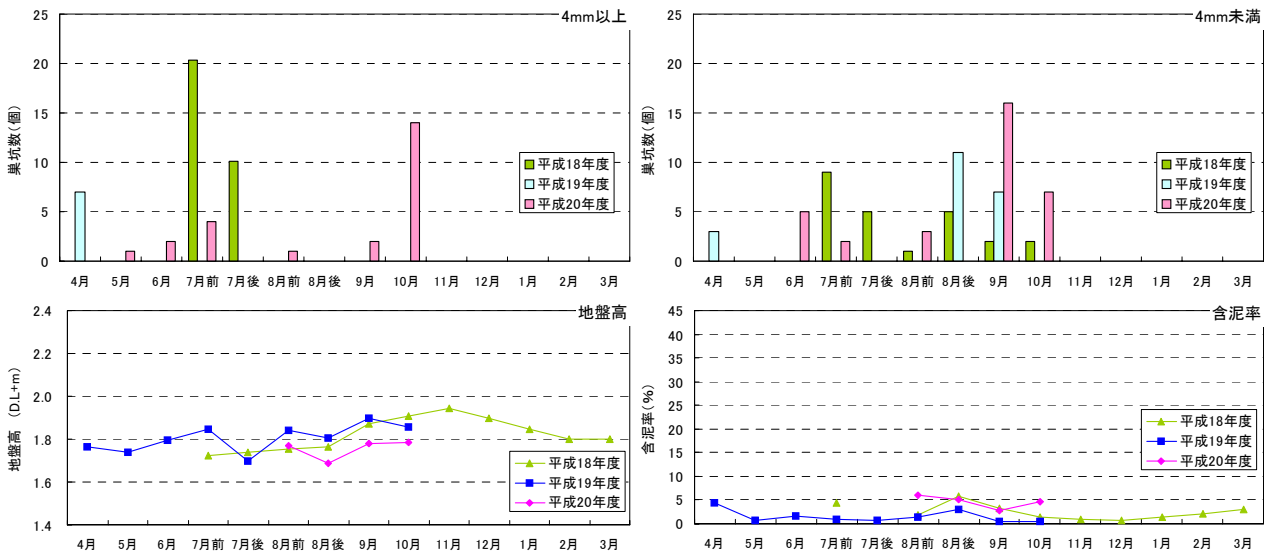 4mm以上
巣坑数(個)
25
20
15
10
5
0
平成18年度
平成19年度
平成20年度
4月 5月 6月 7月前 7月後 8月前 8月後 9月 10月 11月 12月 1月 2月 3月
4mm未満
巣坑数(個)
25
20
15
10
5
0
平成18年度
平成19年度
平成20年度
4月 5月 6月 7月前 7月後 8月前 8月後 9月 10月 11月 12月 1月 2月 3月
地盤高
地盤高 (D.L+m)
2.4
2.2
2.0
1.8
1.6
1.4
平成18年度
平成19年度
平成20年度
4月 5月 6月 7月前 7月後 8月前 8月後 9月 10月 11月 12月 1月 2月 3月
含泥率
含泥率(%)
45
40
35
30
25
20
15
10
5
0
平成18年度
平成19年度
平成20年度
4月 5月 6月 7月前 7月後 8月前 8月後 9月 10月 11月 12月 1月 2月 3月